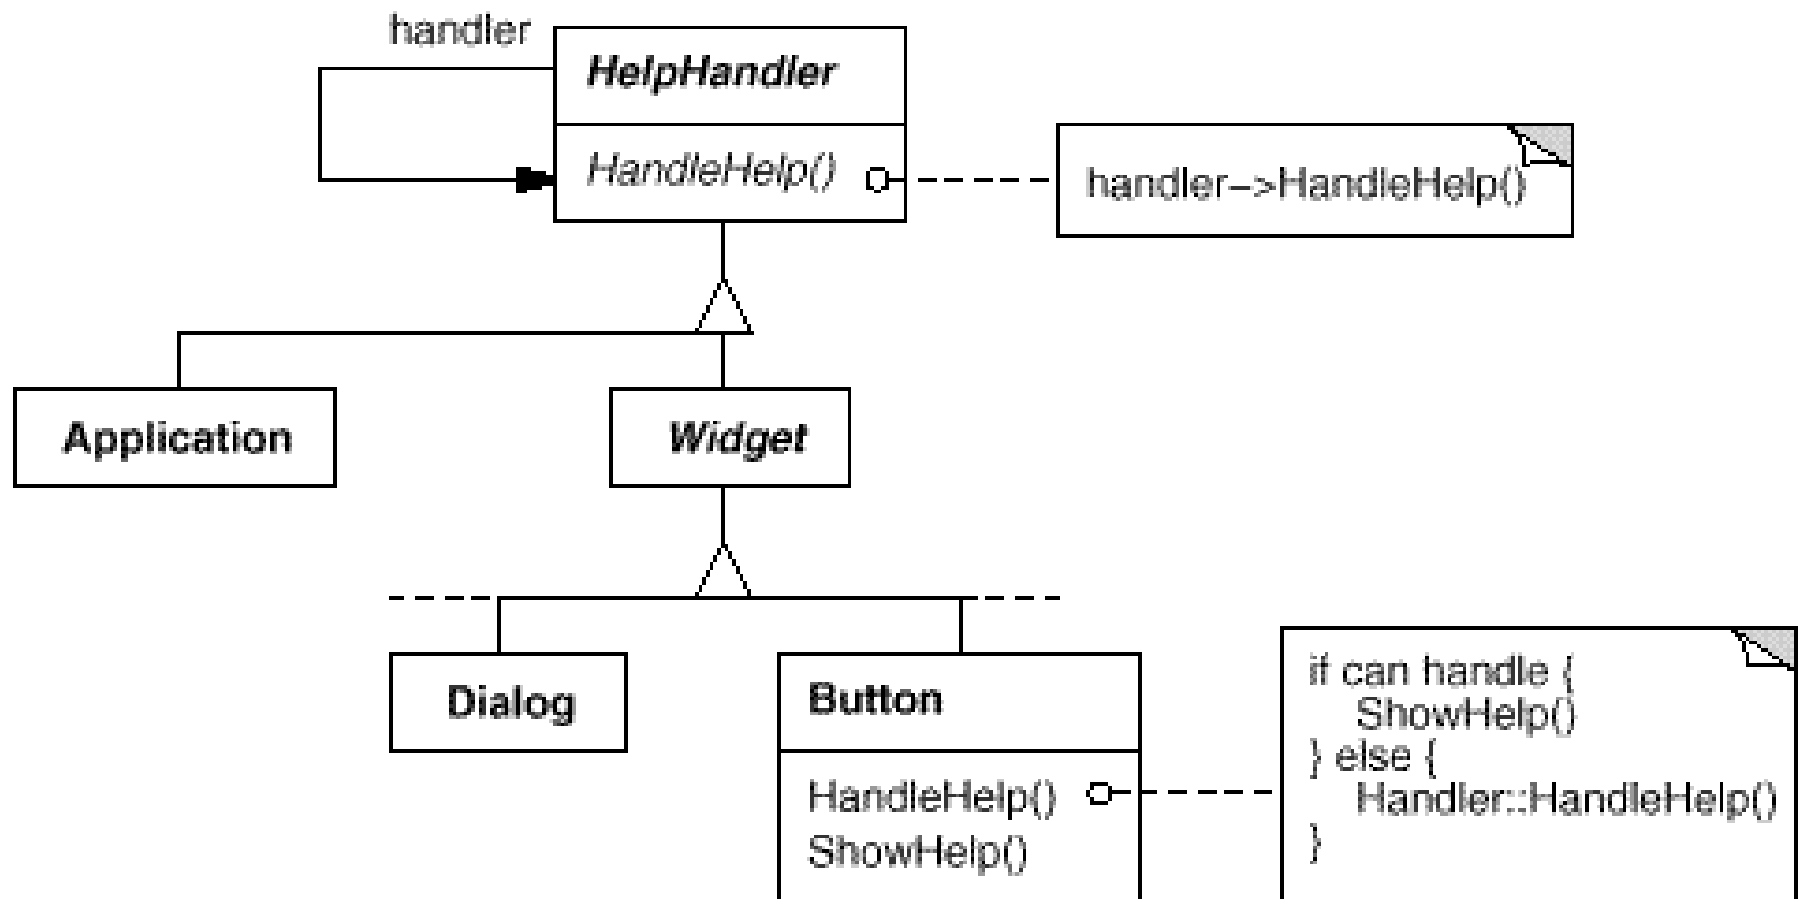 handler
HelpHandler
HandleHelp()
handler−>HandleHelp()
Application
Widget
Dialog
Button
HandleHelp()
ShowHelp()
if can handle {
ShowHelp()
} else {
Handler::HandleHelp()
}